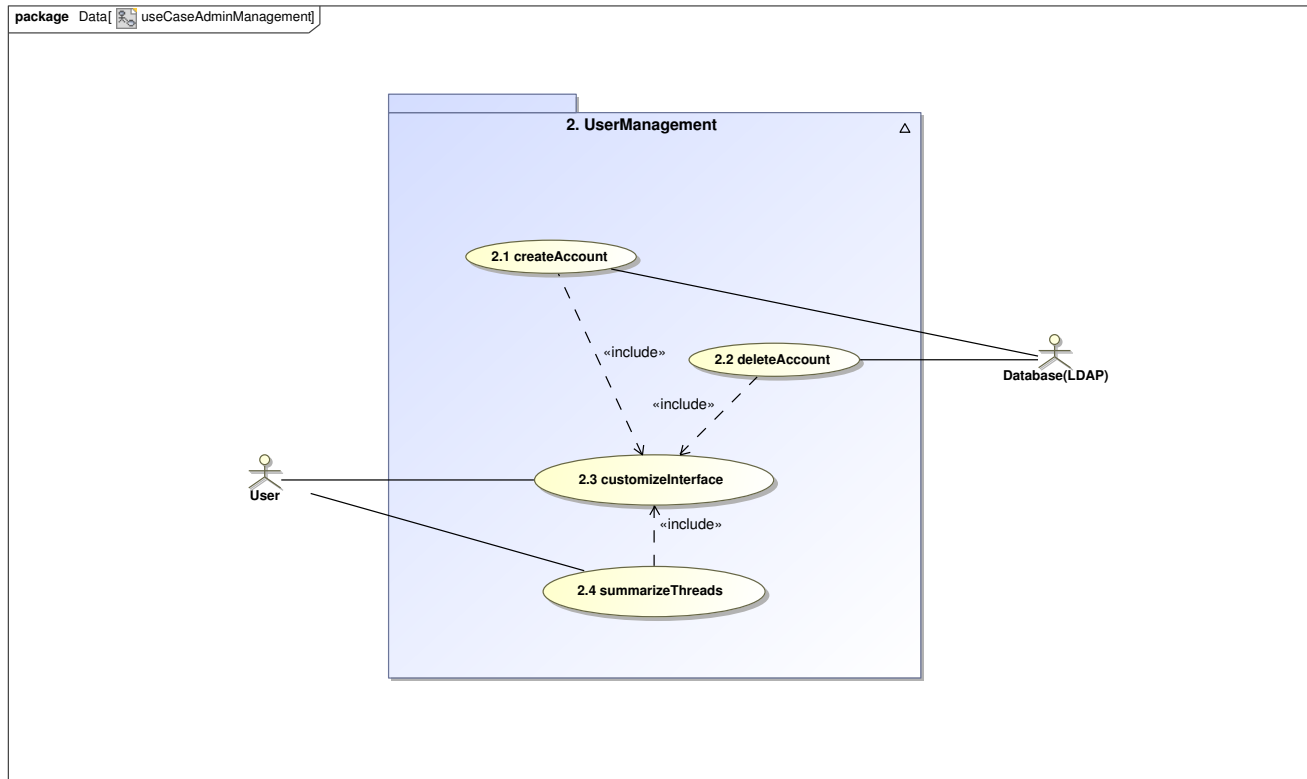 package Data[ useCaseAdminManagement]
2. UserManagement
2.1 createAccount
«include»
2.2 deleteAccount
Database(LDAP)
«include»
2.3 customizeInterface
User
«include»
2.4 summarizeThreads